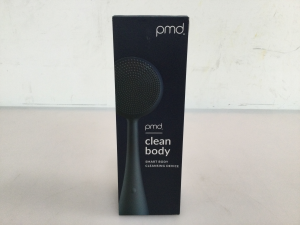 pmd
pmd
clean
body
SMART BODY
CLEANSING DEVICE